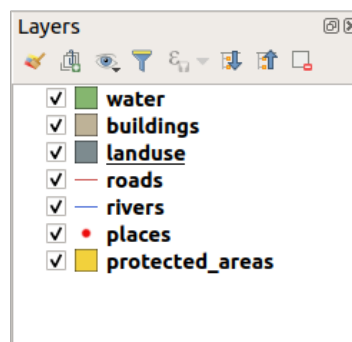 Layers
water
buildings
landuse
roads
rivers
places
protected_areas